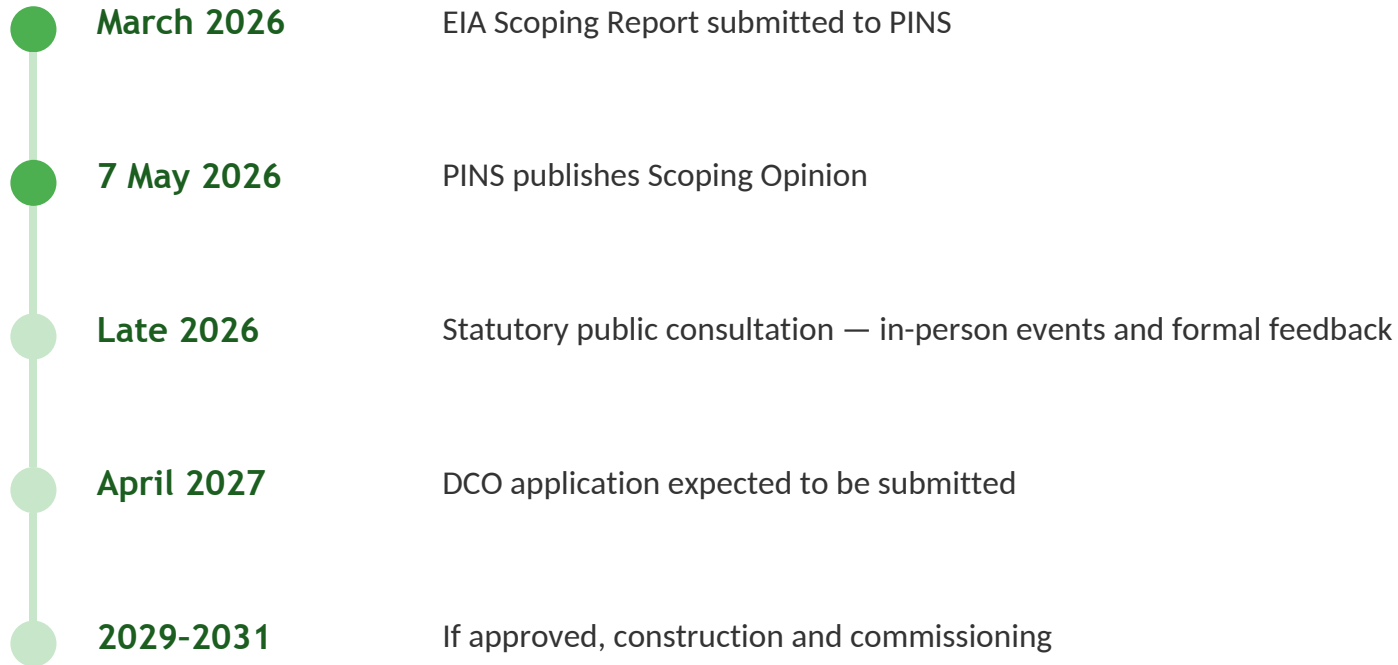 March 2026 EIA Scoping Report submitted to PINS
7 May 2026 PINS publishes Scoping Opinion
Late 2026 Statutory public consultation — in-person events and formal feedback
April 2027 DCO application expected to be submitted
2029–2031 If approved, construction and commissioning